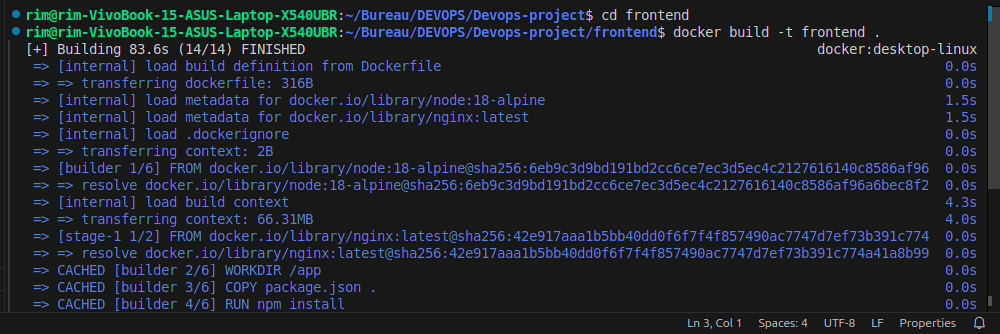 rim@rim-VivoBook-15-ASUS-Laptop-X540UBR:~/Bureau/DEVOPS/Devops-project$ cd frontend
rim@rim-VivoBook-15-ASUS-Laptop-X540UBR:~/Bureau/DEVOPS/Devops-project/frontend$ docker build -t frontend .
[+] Building 83.6s (14/14) FINISHED docker:desktop-linux
=> [internal] load build definition from Dockerfile 0.0s
=> => transferring dockerfile: 316B 0.0s
=> [internal] load metadata for docker.io/library/node:18-alpine 1.5s
=> [internal] load metadata for docker.io/library/nginx:latest 1.5s
=> [internal] load .dockerignore 0.0s
=> => transferring context: 2B 0.0s
=> [builder 1/6] FROM docker.io/library/node:18-alpine@sha256:6eb9c3d9bd191bd2cc6ce7ec3d5ec4c2127616140c8586af96 0.0s
=> => resolve docker.io/library/node:18-alpine@sha256:6eb9c3d9bd191bd2cc6ce7ec3d5ec4c2127616140c8586af96a6bec8f2 0.0s
=> [internal] load build context 4.3s
=> => transferring context: 66.31MB 4.0s
=> [stage-1 1/2] FROM docker.io/library/nginx:latest@sha256:42e917aaa1b5bb40dd0f6f7f4f857490ac7747d7ef73b391c774 0.0s
=> => resolve docker.io/library/nginx:latest@sha256:42e917aaa1b5bb40dd0f6f7f4f857490ac7747d7ef73b391c774a41a8b99 0.0s
=> CACHED [builder 2/6] WORKDIR /app 0.0s
=> CACHED [builder 3/6] COPY package.json . 0.0s
=> CACHED [builder 4/6] RUN npm install 0.0s
Ln 3, Col 1 Spaces: 4 UTF-8 LF Properties